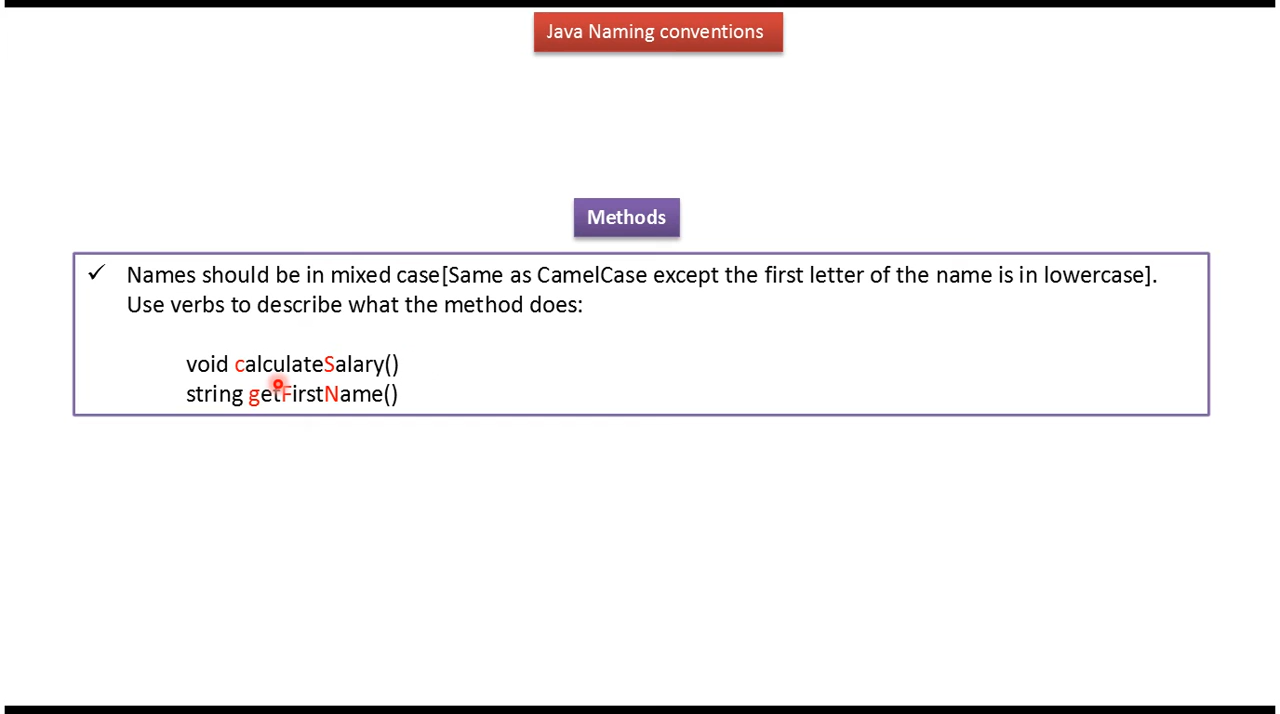 Java Naming conventions
Methods
✓ Names should be in mixed case[Same as CamelCase except the first letter of the name is in lowercase].
Use verbs to describe what the method does:
void calculateSalary()
string getFirstName()